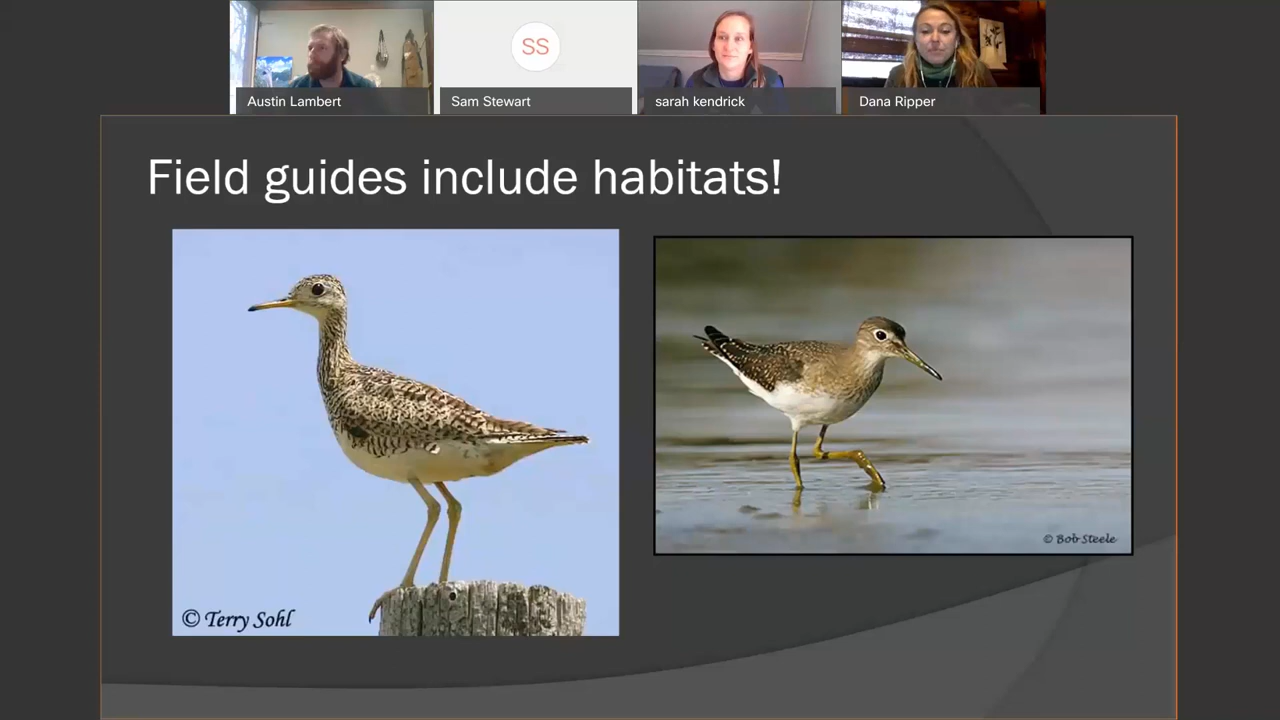 Austin Lambert
SS
Sam Stewart
sarah kendrick
Dana Ripper
Field guides include habitats!
© Terry Sohl
© Bob Steele